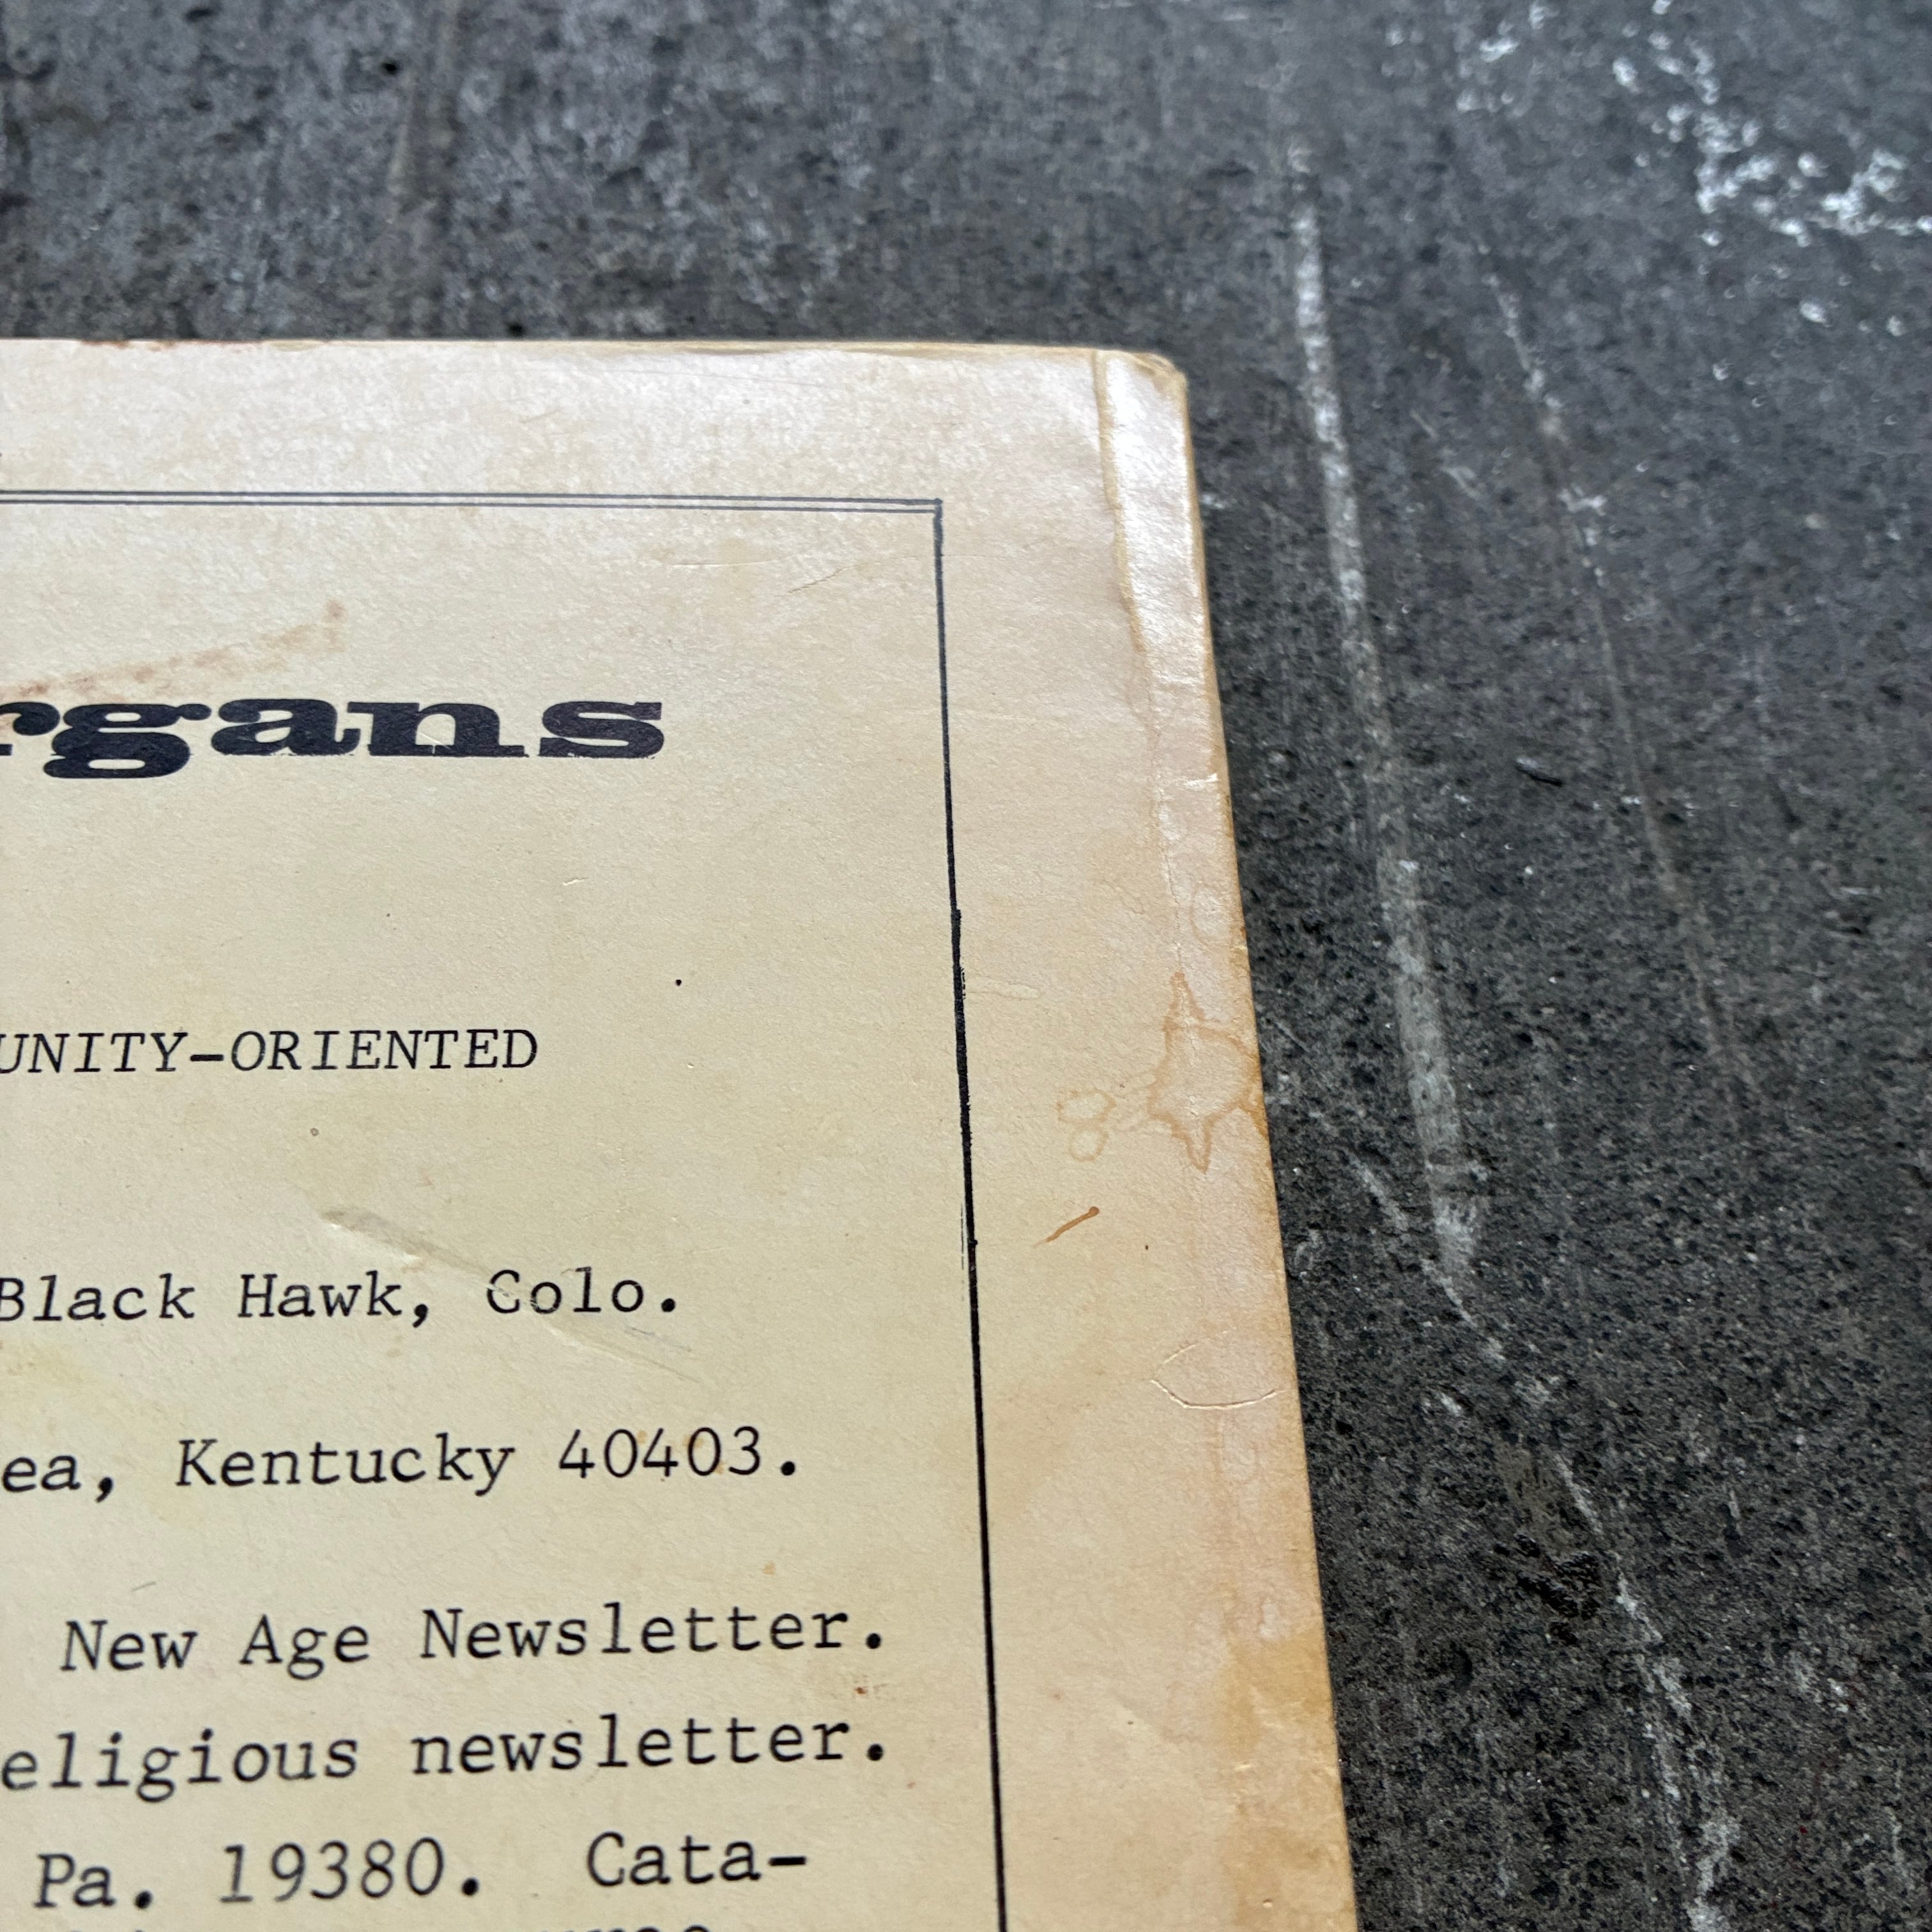 rgans
UNITY-ORIENTED
Black Hawk, Colo.
ea, Kentucky 40403.
New Age Newsletter.
eligious newsletter.
Pa. 19380. Cata-